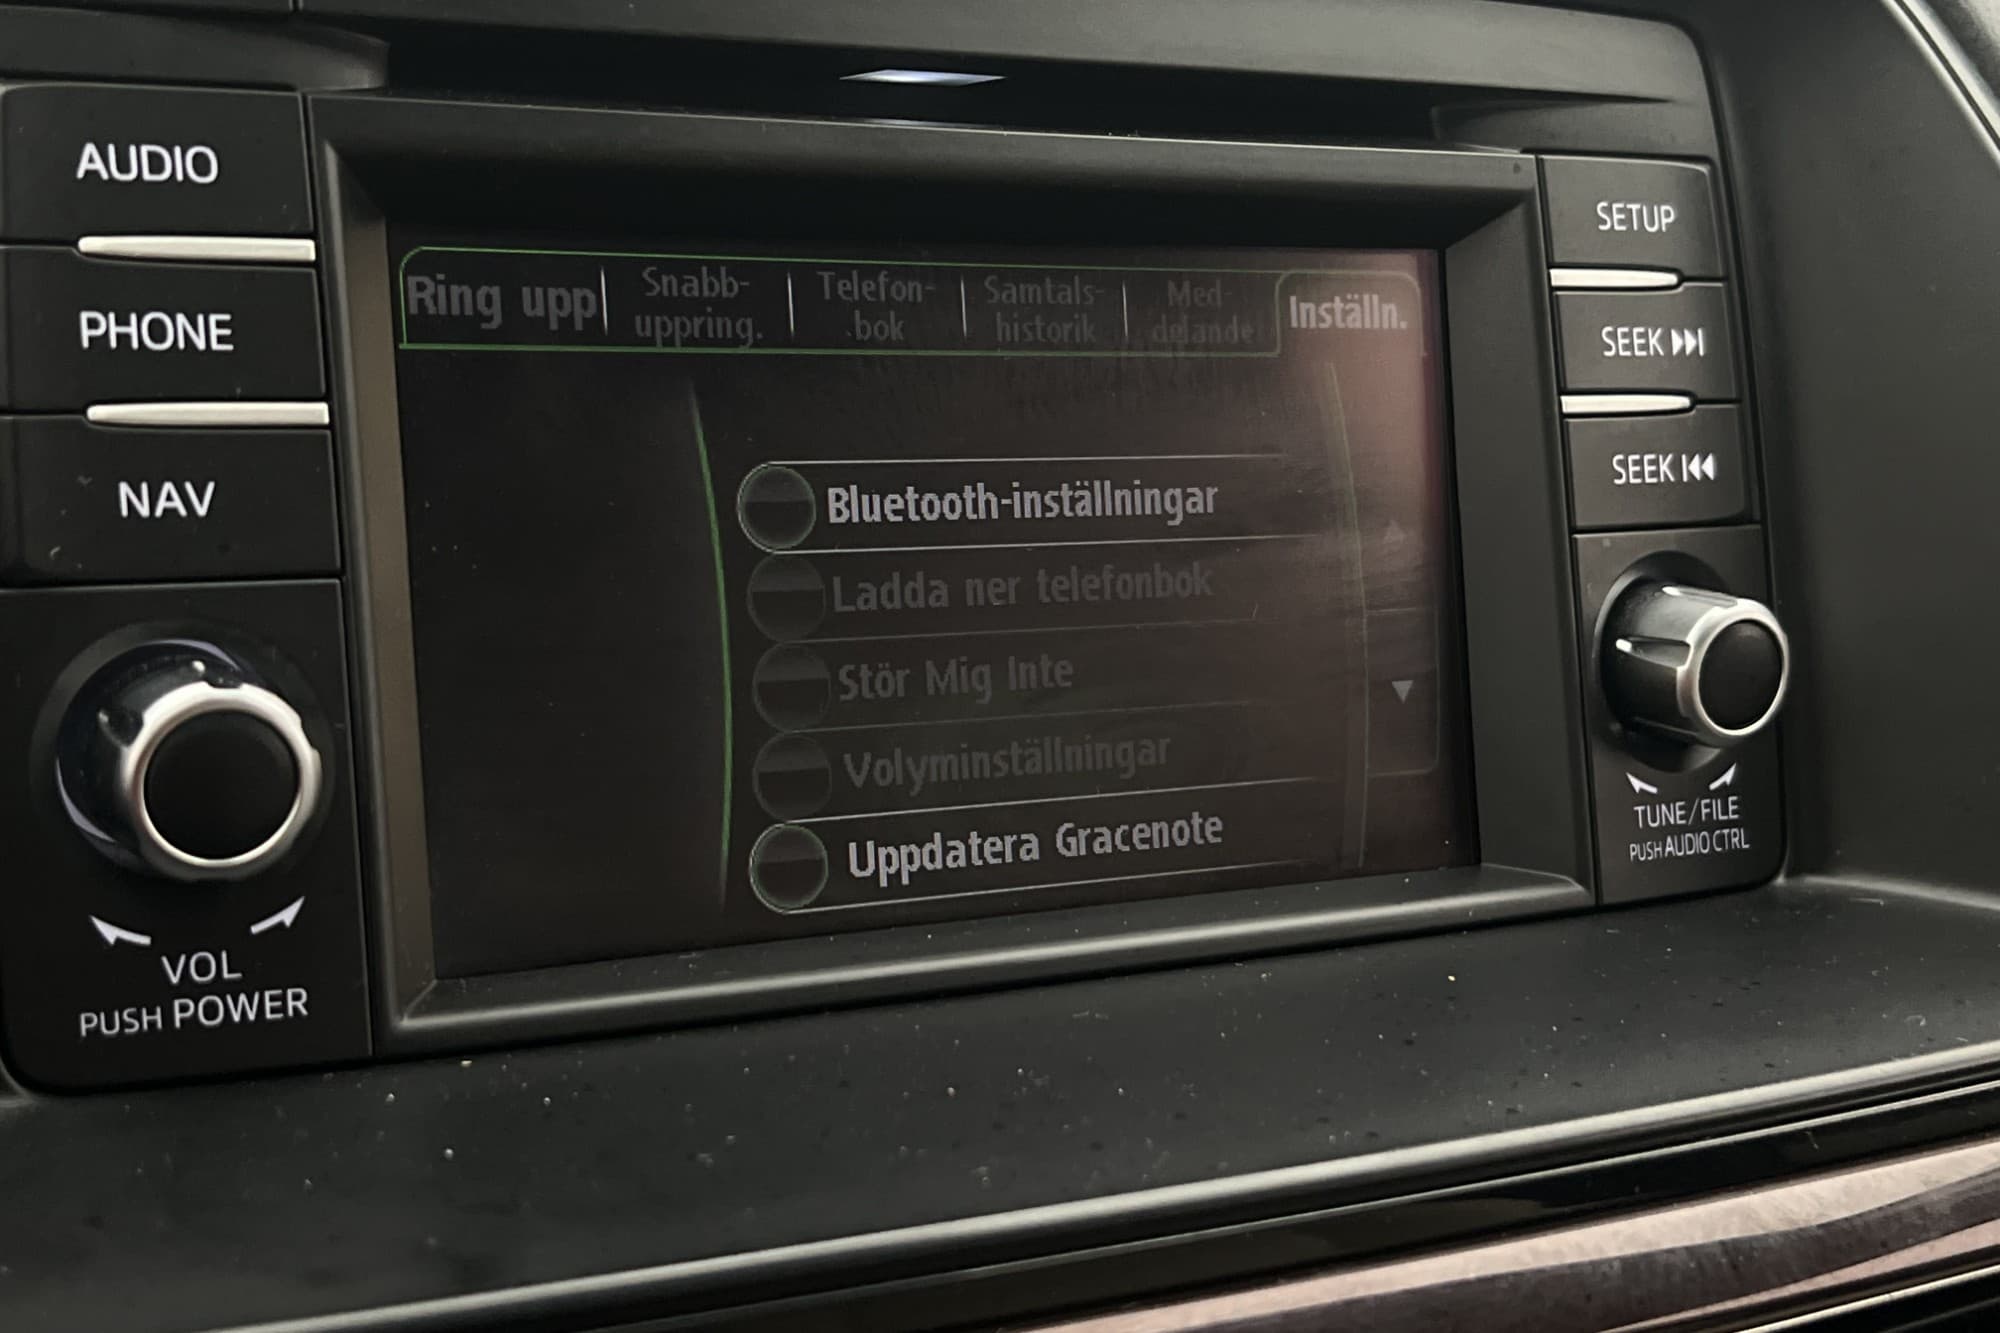 AUDIO
PHONE
NAV
VOL
PUSH POWER
Ring upp
Snabb-
uppring.
Telefon-
bok
Samtals-
historik
Med-
delande
Inställn.
Bluetooth-inställningar
Ladda ner telefonbok
Stör Mig Inte
Volyminställningar
Uppdatera Gracenote
SETUP
SEEK
SEEK
TUNE/FILE
PUSH AUDIO CTRL